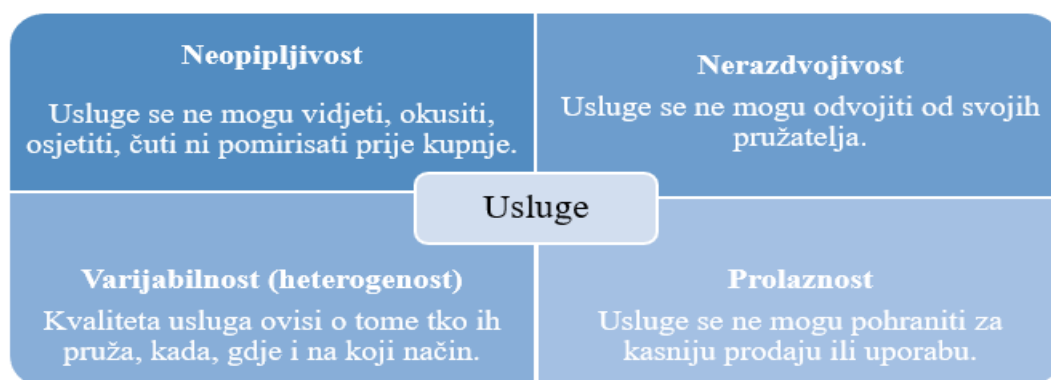 Neopipljivost
Usluge se ne mogu vidjeti, okusiti,
osjetiti, čuti ni pomirisati prije kupnje.
Nerazdvojivost
Usluge se ne mogu odvojiti od svojih
pružatelja.
Usluge
Varijabilnost (heterogenost)
Kvaliteta usluga ovisi o tome tko ih
pruža, kada, gdje i na koji način.
Prolaznost
Usluge se ne mogu pohraniti za
kasniju prodaju ili uporabu.